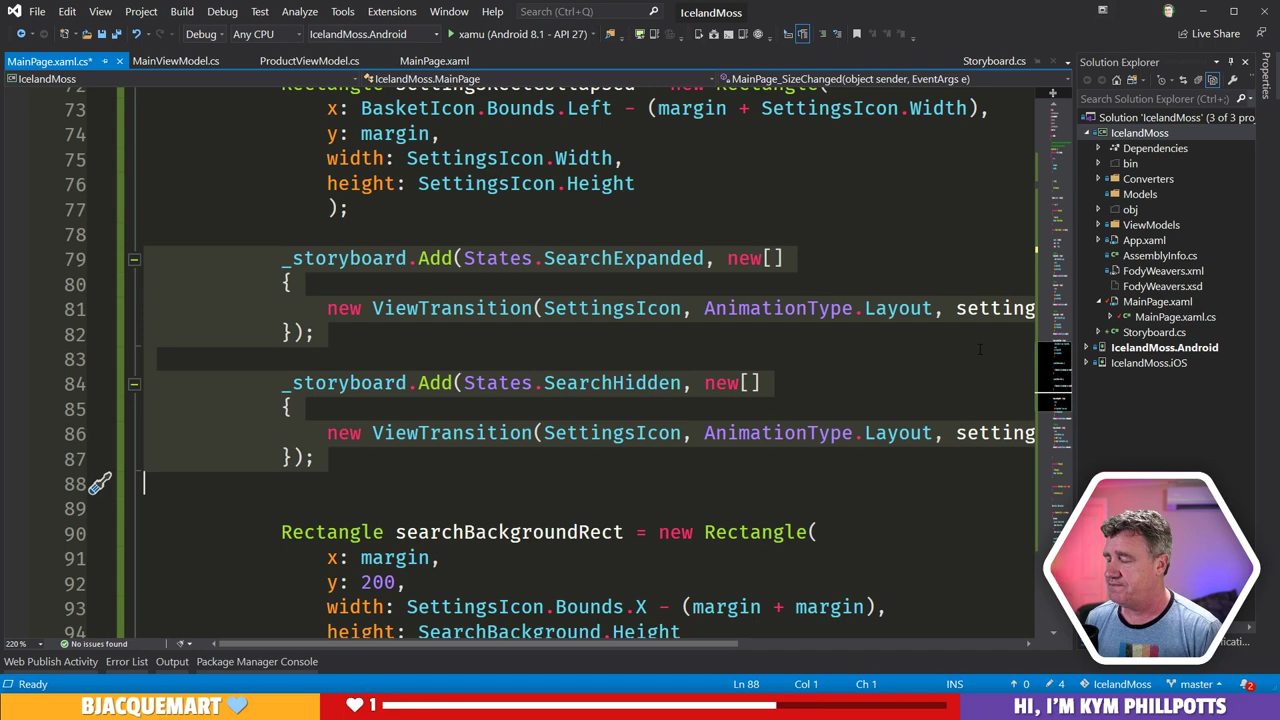 File Edit View Project Build Debug Test Analyze Tools Extensions Window Help Search (Ctrl+Q) IcelandMoss
Debug Any CPU IcelandMoss.Android xamu (Android 8.1 - API 27) Live Share
MainPage.xaml.cs* MainViewModel.cs ProductViewModel.cs MainPage.xaml Storyboard.cs
IcelandMoss IcelandMoss.MainPage MainPage_SizeChanged(object sender, EventArgs e)
73 x: BasketIcon.Bounds.Left - (margin + SettingsIcon.Width),
74 y: margin,
75 width: SettingsIcon.Width,
76 height: SettingsIcon.Height
77 );
78
79 _storyboard.Add(States.SearchExpanded, new[]
80 {
81 new ViewTransition(SettingsIcon, AnimationType.Layout, setting
82 });
83
84 _storyboard.Add(States.SearchHidden, new[]
85 {
86 new ViewTransition(SettingsIcon, AnimationType.Layout, setting
87 });
88
89
90 Rectangle searchBackgroundRect = new Rectangle(
91 x: margin,
92 y: 200,
93 width: SettingsIcon.Bounds.X - (margin + margin),
94 height: SearchBackground.Height
220 % No issues found
Solution Explorer
Search Solution Explorer (Ctrl+;)
Solution 'IcelandMoss' (3 of 3 pro
IcelandMoss
Dependencies
bin
Converters
Models
obj
ViewModels
App.xaml
AssemblyInfo.cs
FodyWeavers.xml
FodyWeavers.xsd
MainPage.xaml
MainPage.xaml.cs
Storyboard.cs
IcelandMoss.Android
IcelandMoss.iOS
Properties
Web Publish Activity Error List Output Package Manager Console
Ready Ln 88 Col 1 Ch 1 INS 0 4 IcelandMoss master 2
BJACQUEMART 1 HI, I'M KYM PHILLPOTTS